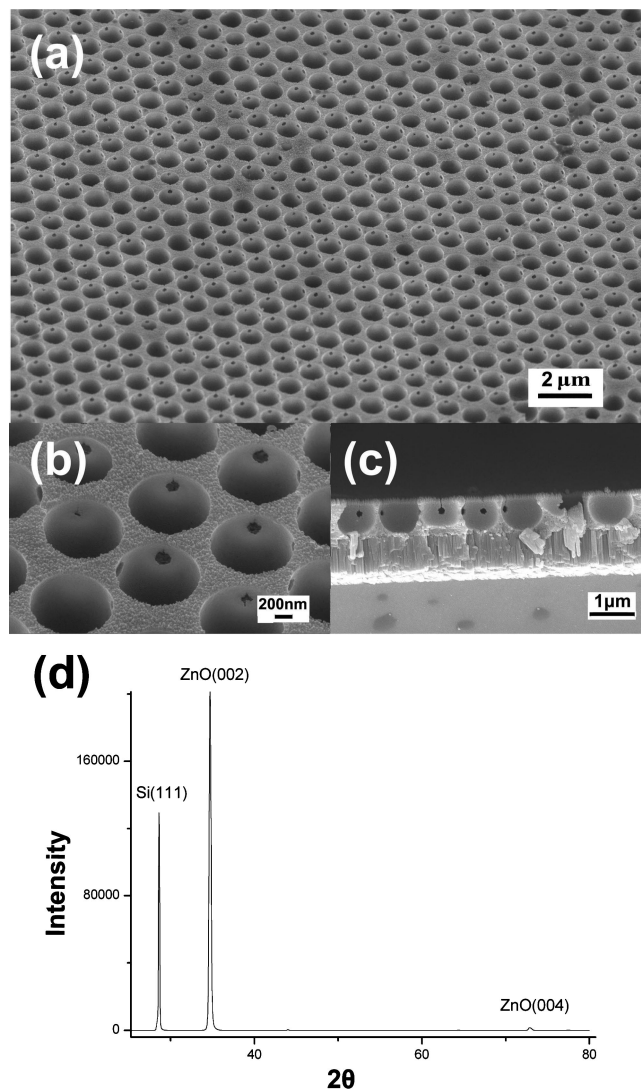 (a)
2 μm
(b)
200nm
(c)
1μm
(d)
ZnO(002)
160000
Si(111)
80000
ZnO(004)
0
40
60
80
Intensity
2θ